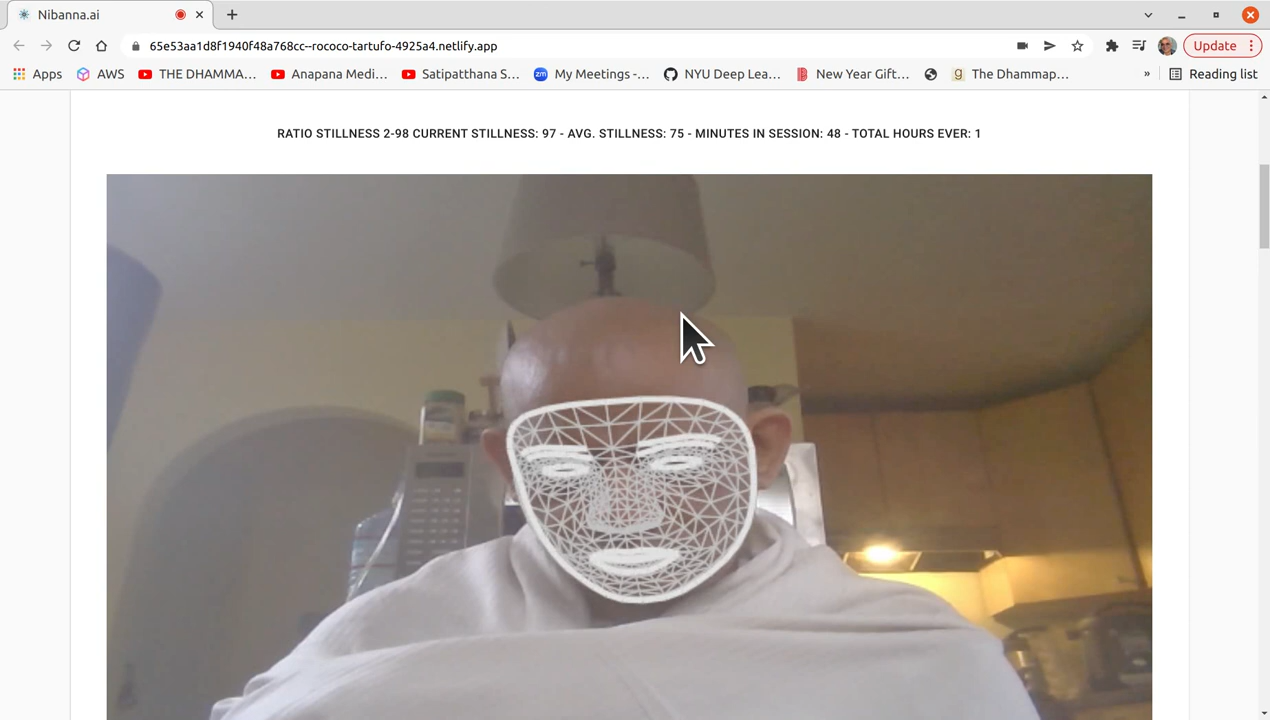 Nibanna.ai
65e53aa1d8f1940f48a768cc--rococo-tartufo-4925a4.netlify.app
Update
Apps AWS THE DHAMMA… Anapana Medi… Satipatthana S… zm My Meetings -… NYU Deep Lea… New Year Gift… g The Dhammap… » Reading list
RATIO STILLNESS 2-98 CURRENT STILLNESS: 97 - AVG. STILLNESS: 75 - MINUTES IN SESSION: 48 - TOTAL HOURS EVER: 1